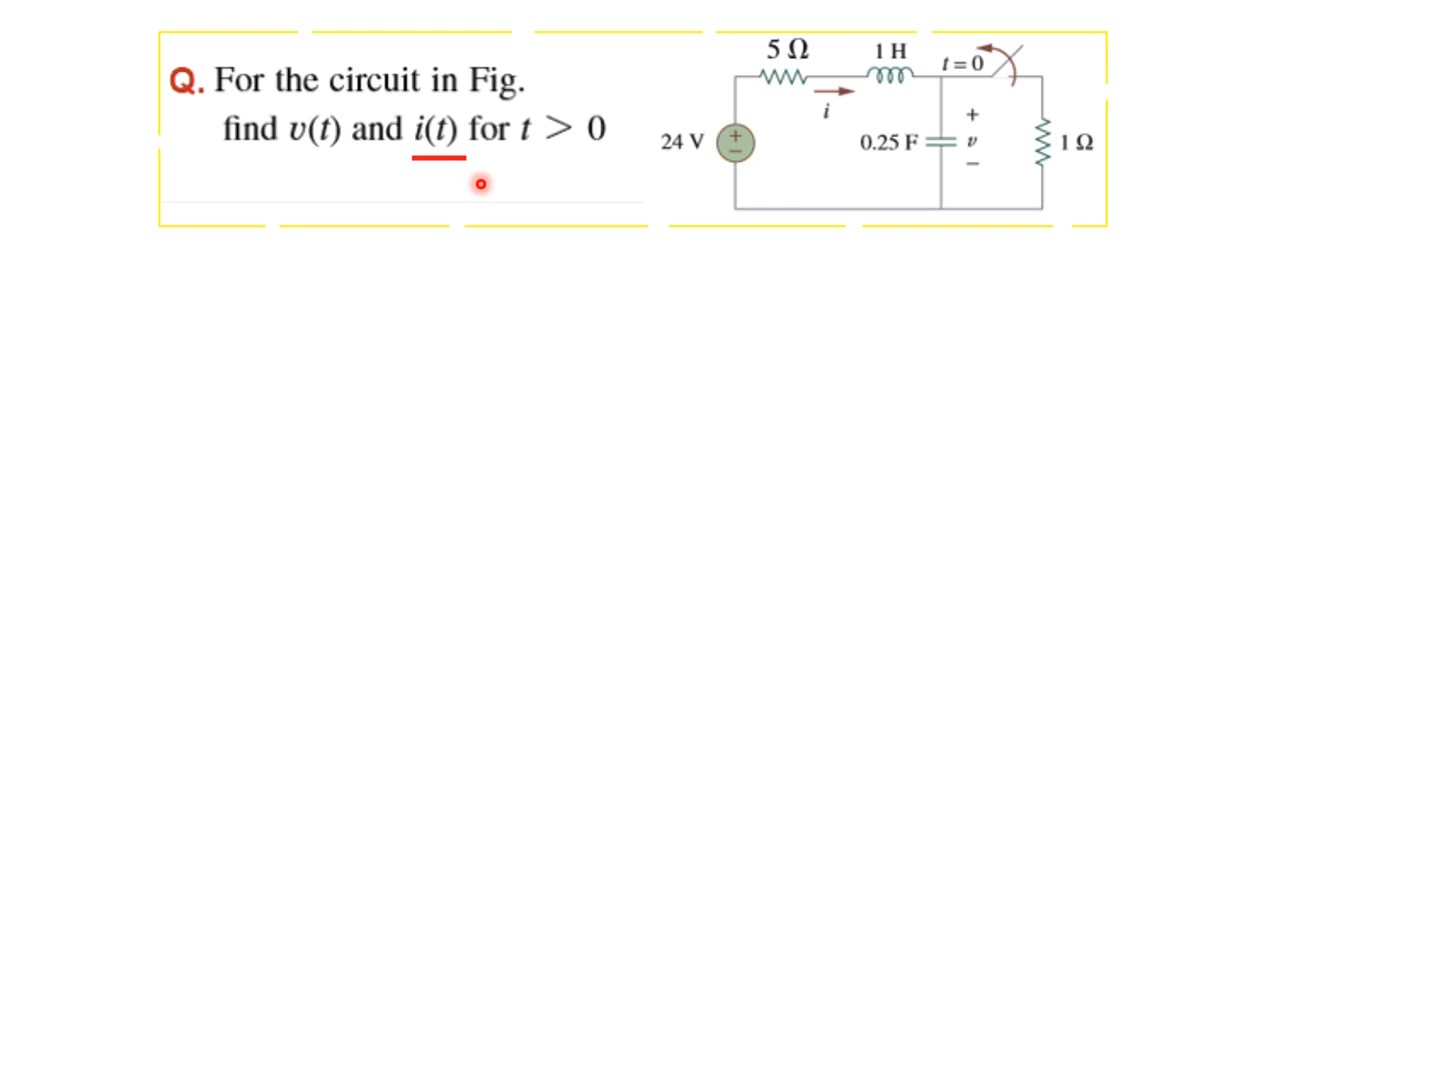 Q. For the circuit in Fig.
find v(t) and i(t) for t > 0
5 Ω
1 H
t = 0
i
24 V
+
−
0.25 F
+
v
−
1 Ω